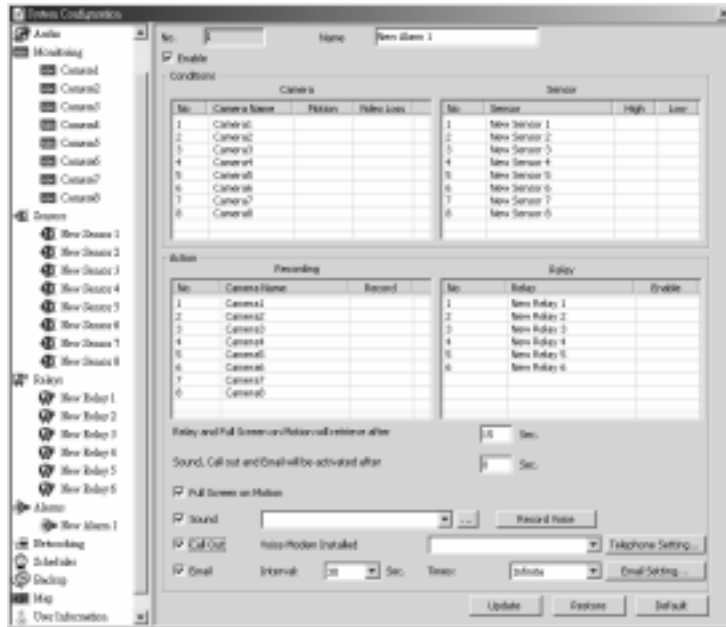 System Configuration
Audio
Monitoring
Camera1
Camera2
Camera3
Camera4
Camera5
Camera6
Camera7
Camera8
Sensors
New Sensor 1
New Sensor 2
New Sensor 3
New Sensor 4
New Sensor 5
New Sensor 6
New Sensor 7
New Sensor 8
Relays
New Relay 1
New Relay 2
New Relay 3
New Relay 4
New Relay 5
New Relay 6
Alarms
New Alarm 1
Networking
Schedules
Backup
Map
User Information
No. 1 Name New Alarm 1
Enable
Conditions
Camera
No Camera Name Motion Video Loss
1 Camera1
2 Camera2
3 Camera3
4 Camera4
5 Camera5
6 Camera6
7 Camera7
8 Camera8
Sensor
No Sensor High Low
1 New Sensor 1
2 New Sensor 2
3 New Sensor 3
4 New Sensor 4
5 New Sensor 5
6 New Sensor 6
7 New Sensor 7
8 New Sensor 8
Action
Recording
No Camera Name Record
1 Camera1
2 Camera2
3 Camera3
4 Camera4
5 Camera5
6 Camera6
7 Camera7
8 Camera8
Relay
No Relay Enable
1 New Relay 1
2 New Relay 2
3 New Relay 3
4 New Relay 4
5 New Relay 5
6 New Relay 6
Relay and Full Screen on Motion will retrieve after 15 Sec.
Sound, Call out and Email will be activated after Sec.
Full Screen on Motion
Sound ... Record Voice
Call Out Voice Modem Installed Telephone Setting...
Email Interval: Sec. Times: Infinite Email Setting...
Update Restore Default